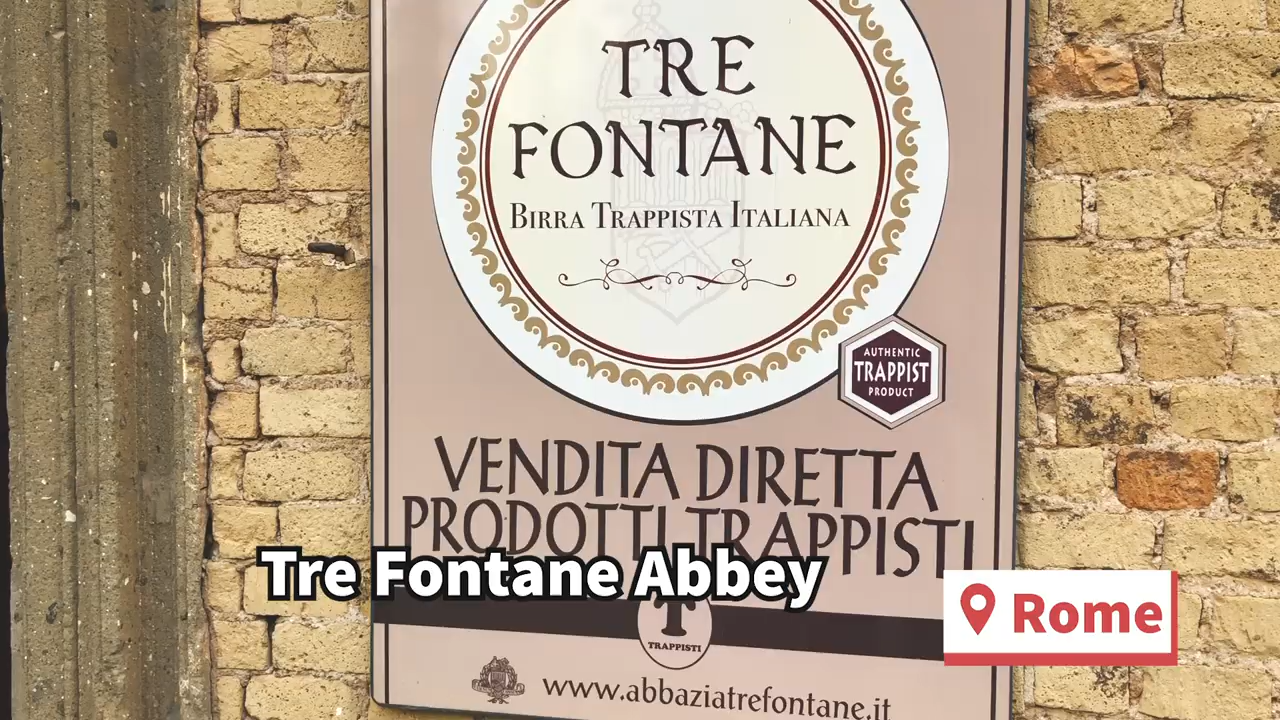 TRE
FONTANE
BIRRA TRAPPISTA ITALIANA
AUTHENTIC
TRAPPIST
PRODUCT
VENDITA DIRETTA
PRODOTTI TRAPPISTI
Tre Fontane Abbey
Rome
T
TRAPPISTI
www.abbaziatrefontane.it